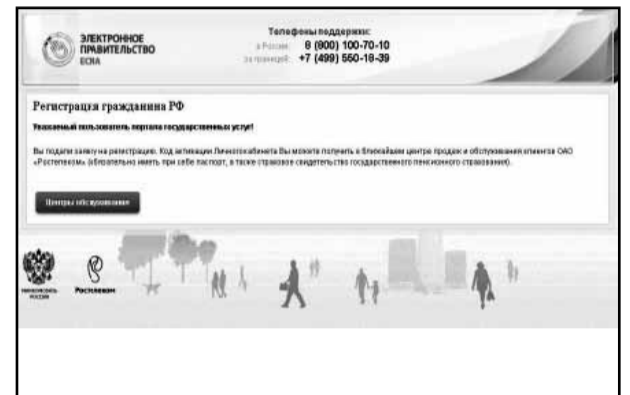 ЭЛЕКТРОННОЕ
ПРАВИТЕЛЬСТВО
ЕСИА
Телефоны поддержки:
в России: 8 (800) 100-70-10
за границей: +7 (499) 550-18-39
Регистрация гражданина РФ
Уважаемый пользователь портала государственных услуг!
Вы подали заявку на регистрацию. Код активации Личного кабинета Вы можете получить в ближайшем центре продаж и обслуживания клиентов ОАО
«Ростелеком» (обязательно иметь при себе паспорт, а также страховое свидетельство государственного пенсионного страхования).
Центры обслуживания
РОССИИ
Ростелеком